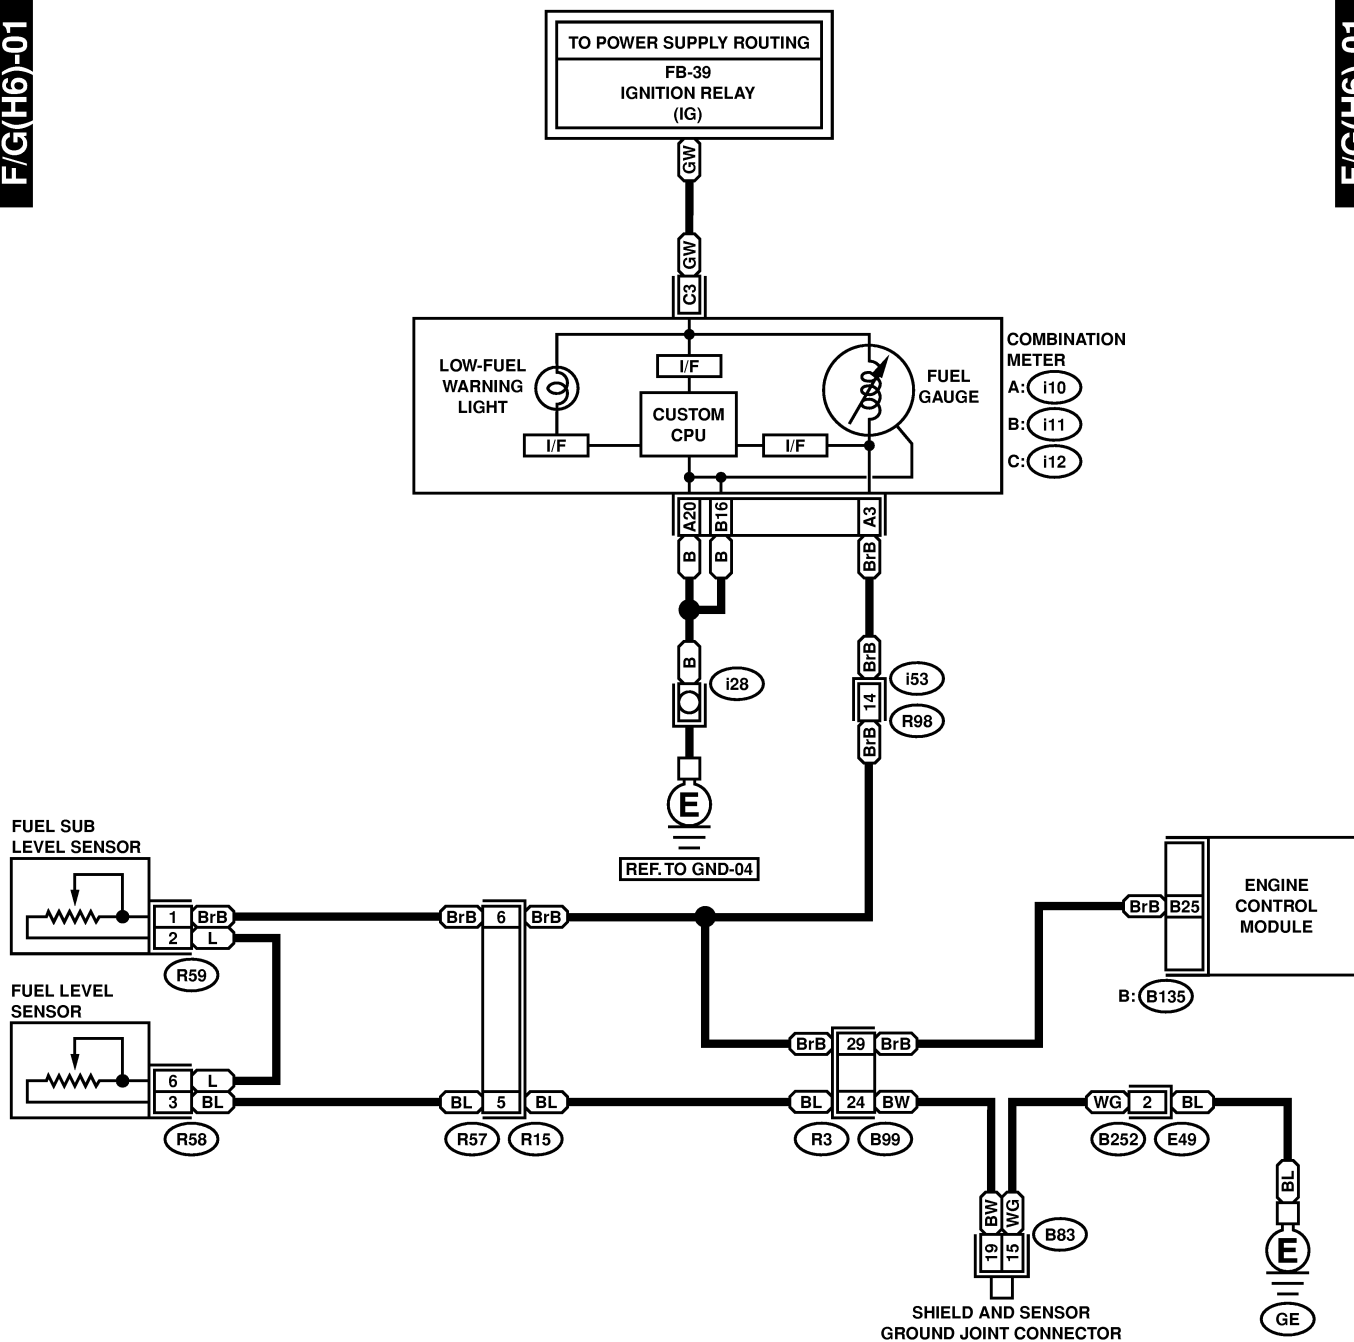 F/G(H6)-01
F/G(H6)-01
TO POWER SUPPLY ROUTING
FB-39
IGNITION RELAY
(IG)
GW
GW
C3
LOW-FUEL
WARNING
LIGHT
I/F
I/F
CUSTOM
CPU
I/F
FUEL
GAUGE
COMBINATION
METER
A: i10
B: i11
C: i12
A20
B16
A3
B
B
BrB
B
i28
BrB
14
BrB
i53
R98
E
REF. TO GND-04
FUEL SUB
LEVEL SENSOR
1 BrB
2 L
R59
BrB 6 BrB
FUEL LEVEL
SENSOR
6 L
3 BL
R58
BL 5 BL
R57 R15
BrB 29 BrB
BL 24 BW
R3 B99
BrB B25
ENGINE
CONTROL
MODULE
B: B135
WG 2 BL
B252 E49
BW WG
19 15
B83
SHIELD AND SENSOR
GROUND JOINT CONNECTOR
BL
E
GE